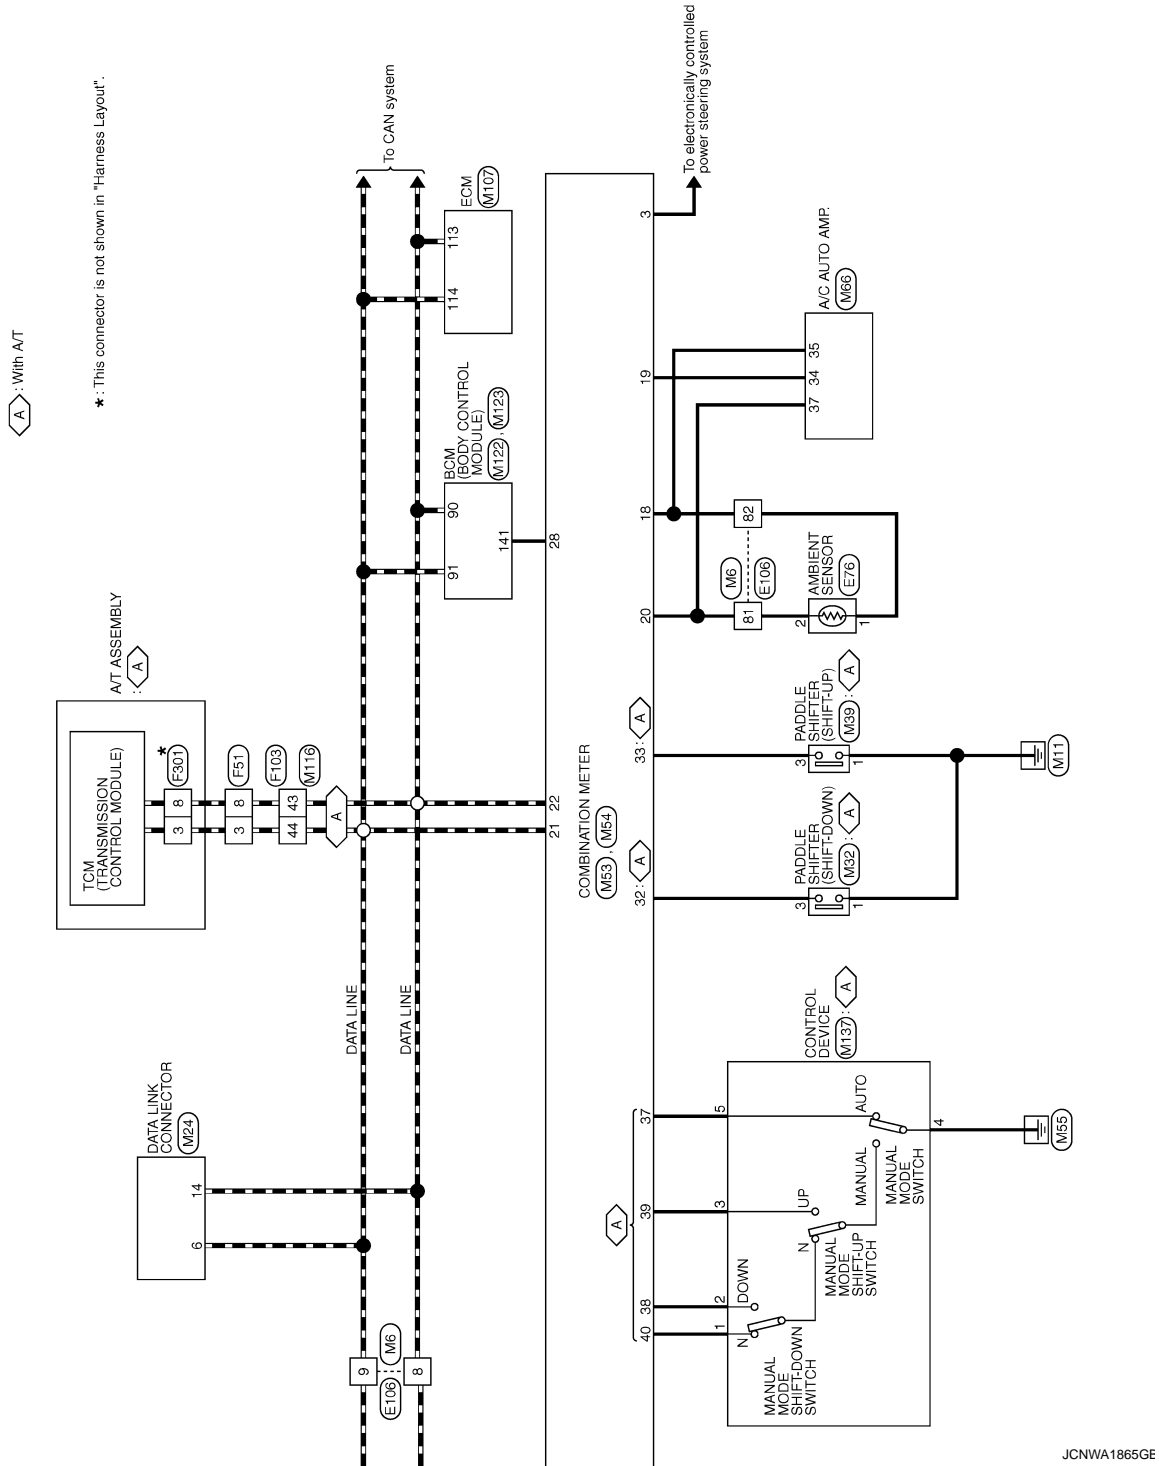 A : With A/T
* : This connector is not shown in "Harness Layout".
DATA LINK
CONNECTOR
M24
6
14
A/T ASSEMBLY
: A
TCM
(TRANSMISSION
CONTROL MODULE)
3
8
*
F301
3
8
F51
44
43
F103
M116
A
To CAN system
DATA LINE
DATA LINE
9
8
E106
M6
BCM
(BODY CONTROL
MODULE)
M122 , M123
91
90
141
ECM
M107
114
113
21
22
28
COMBINATION METER
M53 , M54
A
40
38
39
37
32 : A
33 : A
20
18
19
3
To electronically controlled
power steering system
CONTROL
DEVICE
M137 : A
1
2
3
5
N
DOWN
MANUAL
MODE
SHIFT-DOWN
SWITCH
N
UP
MANUAL
MODE
SHIFT-UP
SWITCH
MANUAL
AUTO
MANUAL
MODE
SWITCH
4
M55
PADDLE
SHIFTER
(SHIFT-DOWN)
M32 : A
3
1
PADDLE
SHIFTER
(SHIFT-UP)
M39 : A
3
1
M11
81
82
M6
E106
AMBIENT
SENSOR
E76
2
1
A/C AUTO AMP.
M66
37
34
35
JCNWA1865GE